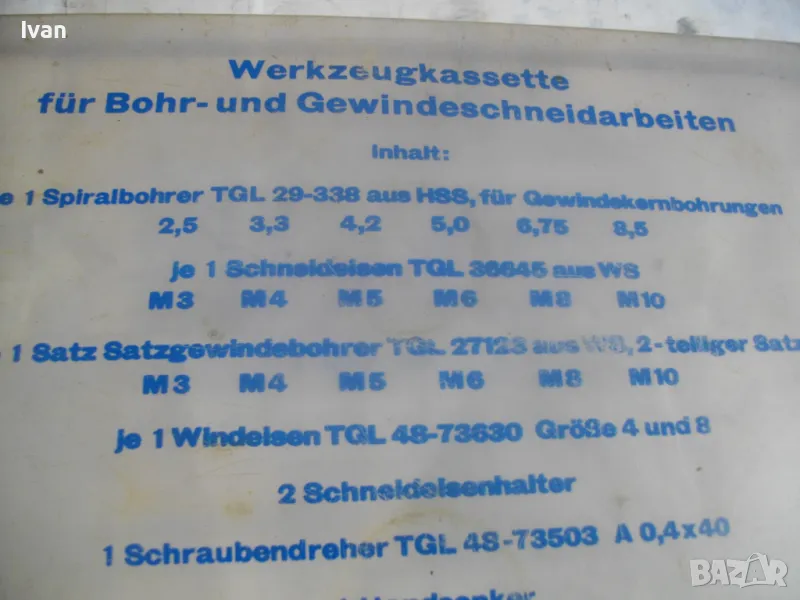 Ivan
Werkzeugkassette
für Bohr- und Gewindeschneidarbeiten
Inhalt:
e 1 Spiralbohrer TGL 29-338 aus HSS, für Gewindekernbohrungen
2,5 3,3 4,2 5,0 6,75 8,5
je 1 Schneideisen TGL 36645 aus WS
M3 M4 M5 M6 M8 M10
1 Satz Satzgewindebohrer TGL 27123 aus WS, 2-teiliger Satz
M3 M4 M5 M6 M8 M10
je 1 Windeisen TGL 48-73630 Größe 4 und 8
2 Schneideisenhalter
1 Schraubendreher TGL 48-73503 A 0,4x40
Handsenker
BAZAR